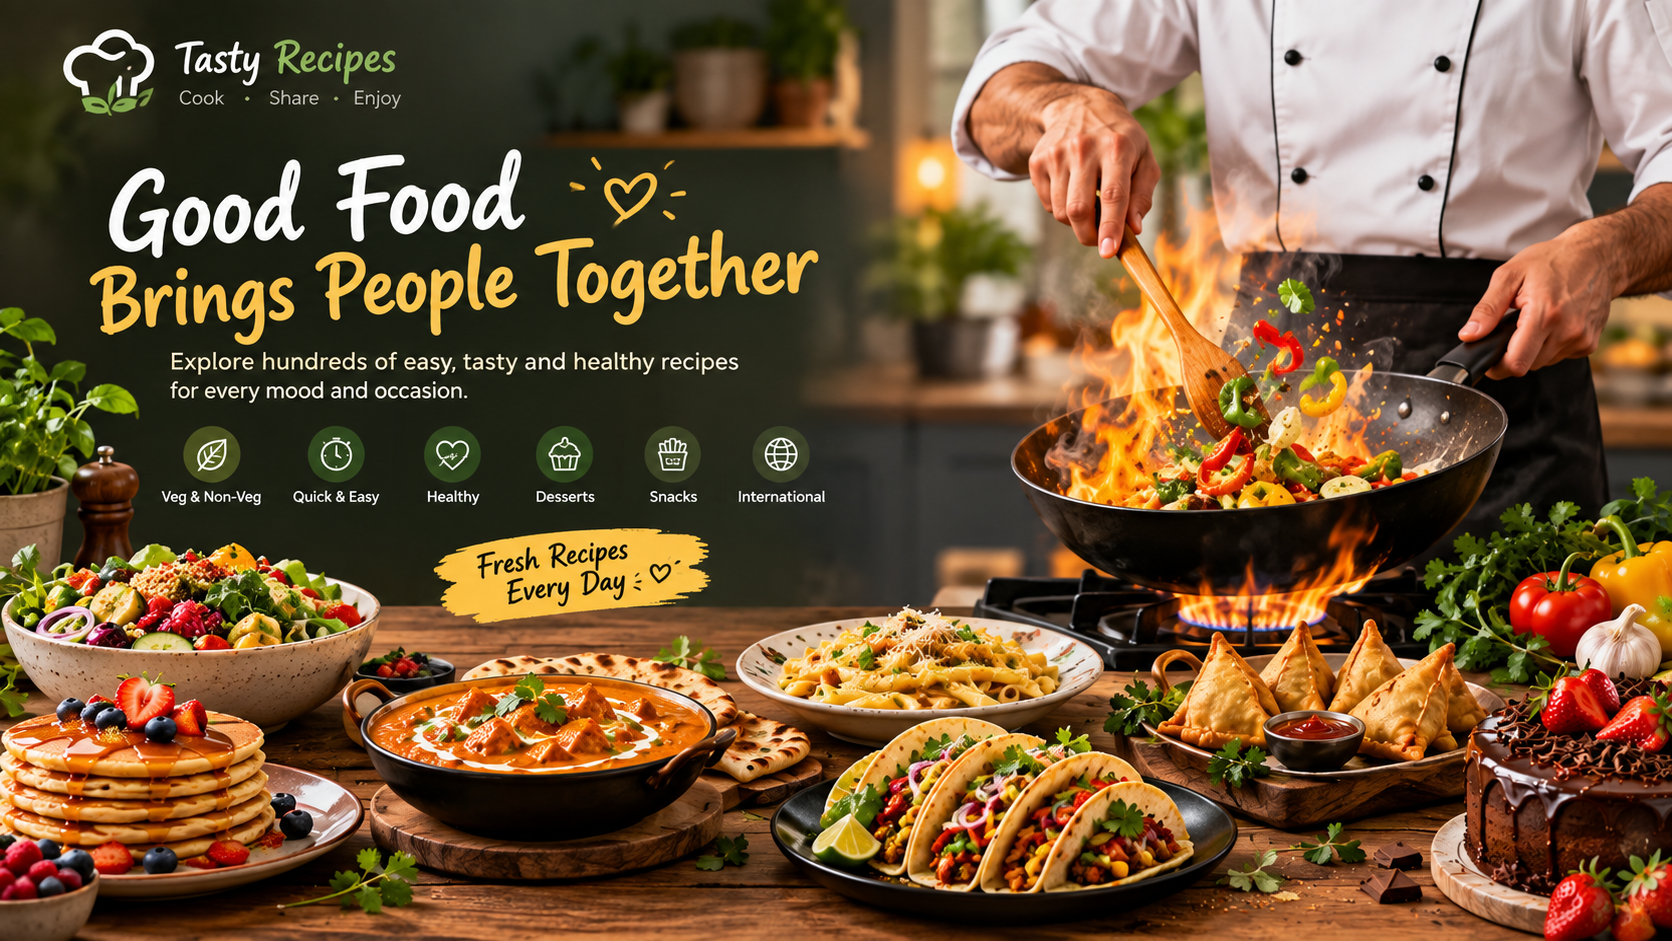 Tasty Recipes
Cook • Share • Enjoy
Good Food
Brings People Together
Explore hundreds of easy, tasty and healthy recipes
for every mood and occasion.
Veg & Non-Veg
Quick & Easy
Healthy
Desserts
Snacks
International
Fresh Recipes
Every Day